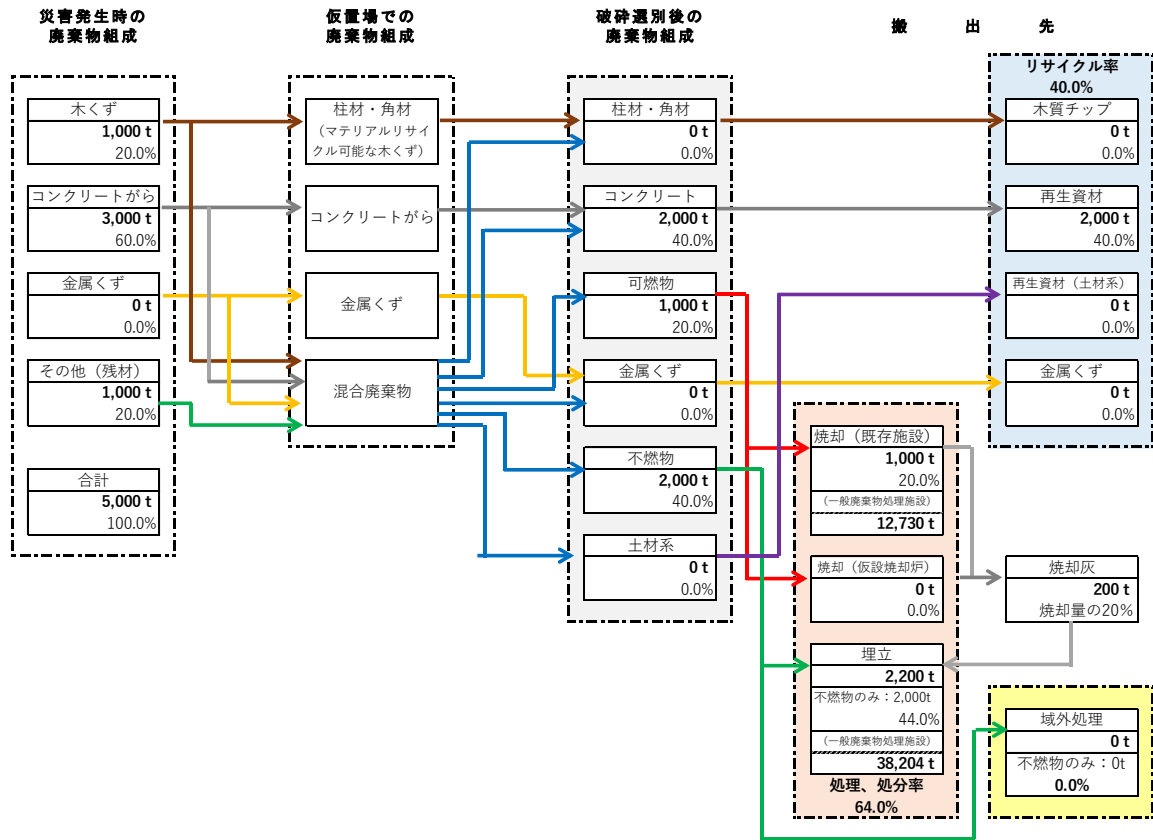 災害発生時の
廃棄物組成
仮置場での
廃棄物組成
破砕選別後の
廃棄物組成
搬 出 先
木くず
1,000 t
20.0%
コンクリートがら
3,000 t
60.0%
金属くず
0 t
0.0%
その他（残材）
1,000 t
20.0%
合計
5,000 t
100.0%
柱材・角材
（マテリアルリサイ
クル可能な木くず）
コンクリートがら
金属くず
混合廃棄物
柱材・角材
0 t
0.0%
コンクリート
2,000 t
40.0%
可燃物
1,000 t
20.0%
金属くず
0 t
0.0%
不燃物
2,000 t
40.0%
土材系
0 t
0.0%
リサイクル率
40.0%
木質チップ
0 t
0.0%
再生資材
2,000 t
40.0%
再生資材（土材系）
0 t
0.0%
金属くず
0 t
0.0%
焼却（既存施設）
1,000 t
20.0%
（一般廃棄物処理施設）
12,730 t
焼却（仮設焼却炉）
0 t
0.0%
埋立
2,200 t
不燃物のみ：2,000t
44.0%
（一般廃棄物処理施設）
38,204 t
処理、処分率
64.0%
焼却灰
200 t
焼却量の20%
域外処理
0 t
不燃物のみ：0t
0.0%